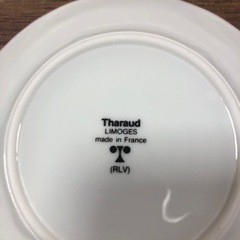 Tharaud
LIMOGES
made in France
(RLV)